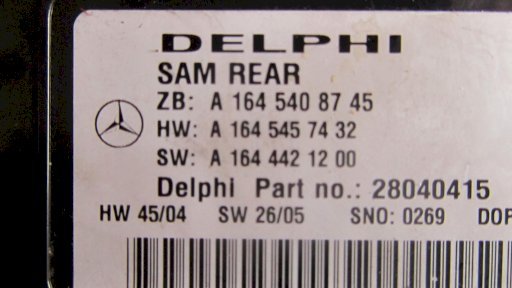 DELPHI
SAM REAR
ZB: A 164 540 87 45
HW: A 164 545 74 32
SW: A 164 442 12 00
Delphi Part no.: 28040415
HW 45/04 SW 26/05 SNO: 0269 DOP